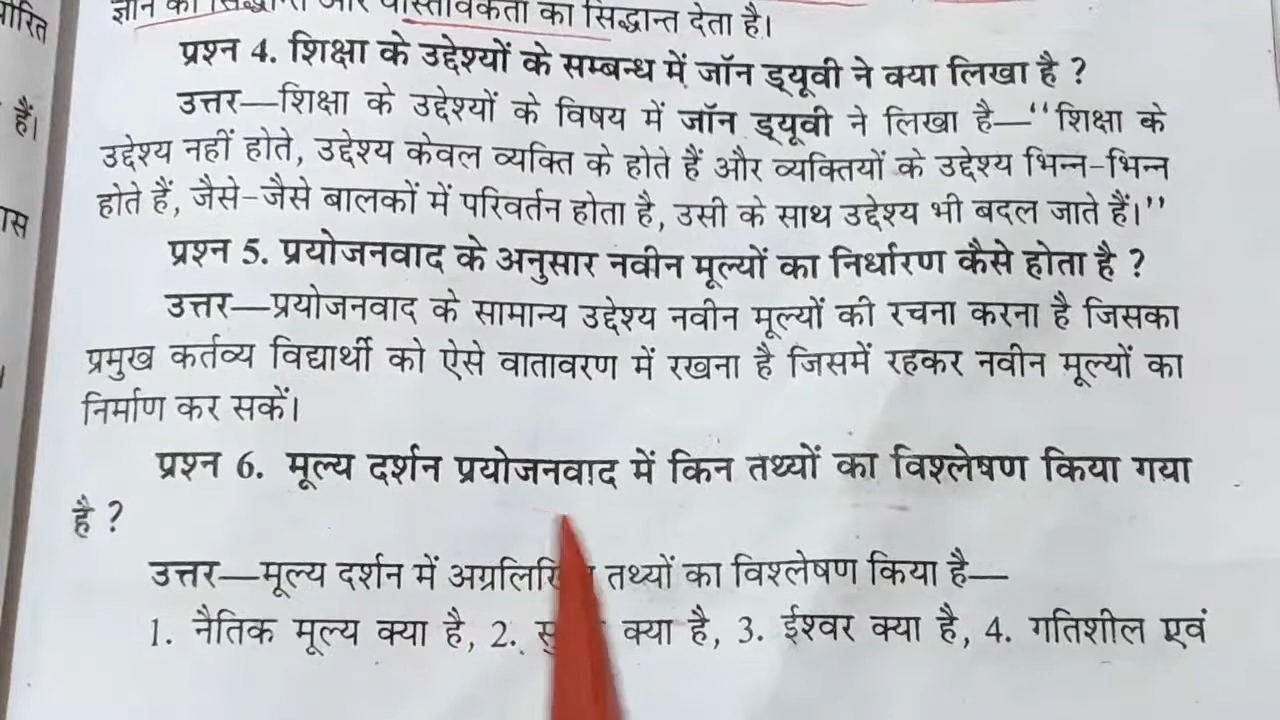 ज्ञान का सिद्धान्त और वास्तविकता का सिद्धान्त देता है।
प्रश्न 4. शिक्षा के उद्देश्यों के सम्बन्ध में जॉन ड्यूवी ने क्या लिखा है ?
उत्तर—शिक्षा के उद्देश्यों के विषय में जॉन ड्यूवी ने लिखा है—‘‘शिक्षा के
उद्देश्य नहीं होते, उद्देश्य केवल व्यक्ति के होते हैं और व्यक्तियों के उद्देश्य भिन्न-भिन्न
होते हैं, जैसे-जैसे बालकों में परिवर्तन होता है, उसी के साथ उद्देश्य भी बदल जाते हैं।’’
प्रश्न 5. प्रयोजनवाद के अनुसार नवीन मूल्यों का निर्धारण कैसे होता है ?
उत्तर—प्रयोजनवाद के सामान्य उद्देश्य नवीन मूल्यों की रचना करना है जिसका
प्रमुख कर्तव्य विद्यार्थी को ऐसे वातावरण में रखना है जिसमें रहकर नवीन मूल्यों का
निर्माण कर सकें।
प्रश्न 6. मूल्य दर्शन प्रयोजनवाद में किन तथ्यों का विश्लेषण किया गया
है ?
उत्तर—मूल्य दर्शन में तथ्यों का विश्लेषण किया है—
1. नैतिक मूल्य क्या है, 2. क्या है, 3. ईश्वर क्या है, 4. गतिशील एवं
हैं।